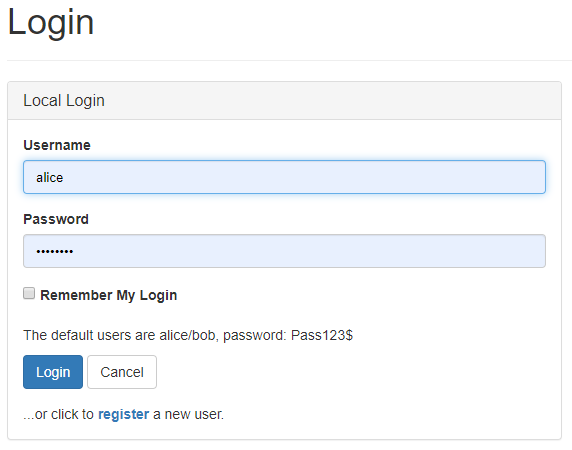 Login
Local Login
Username
alice
Password
••••••••
Remember My Login
The default users are alice/bob, password: Pass123$
Login Cancel
...or click to register a new user.